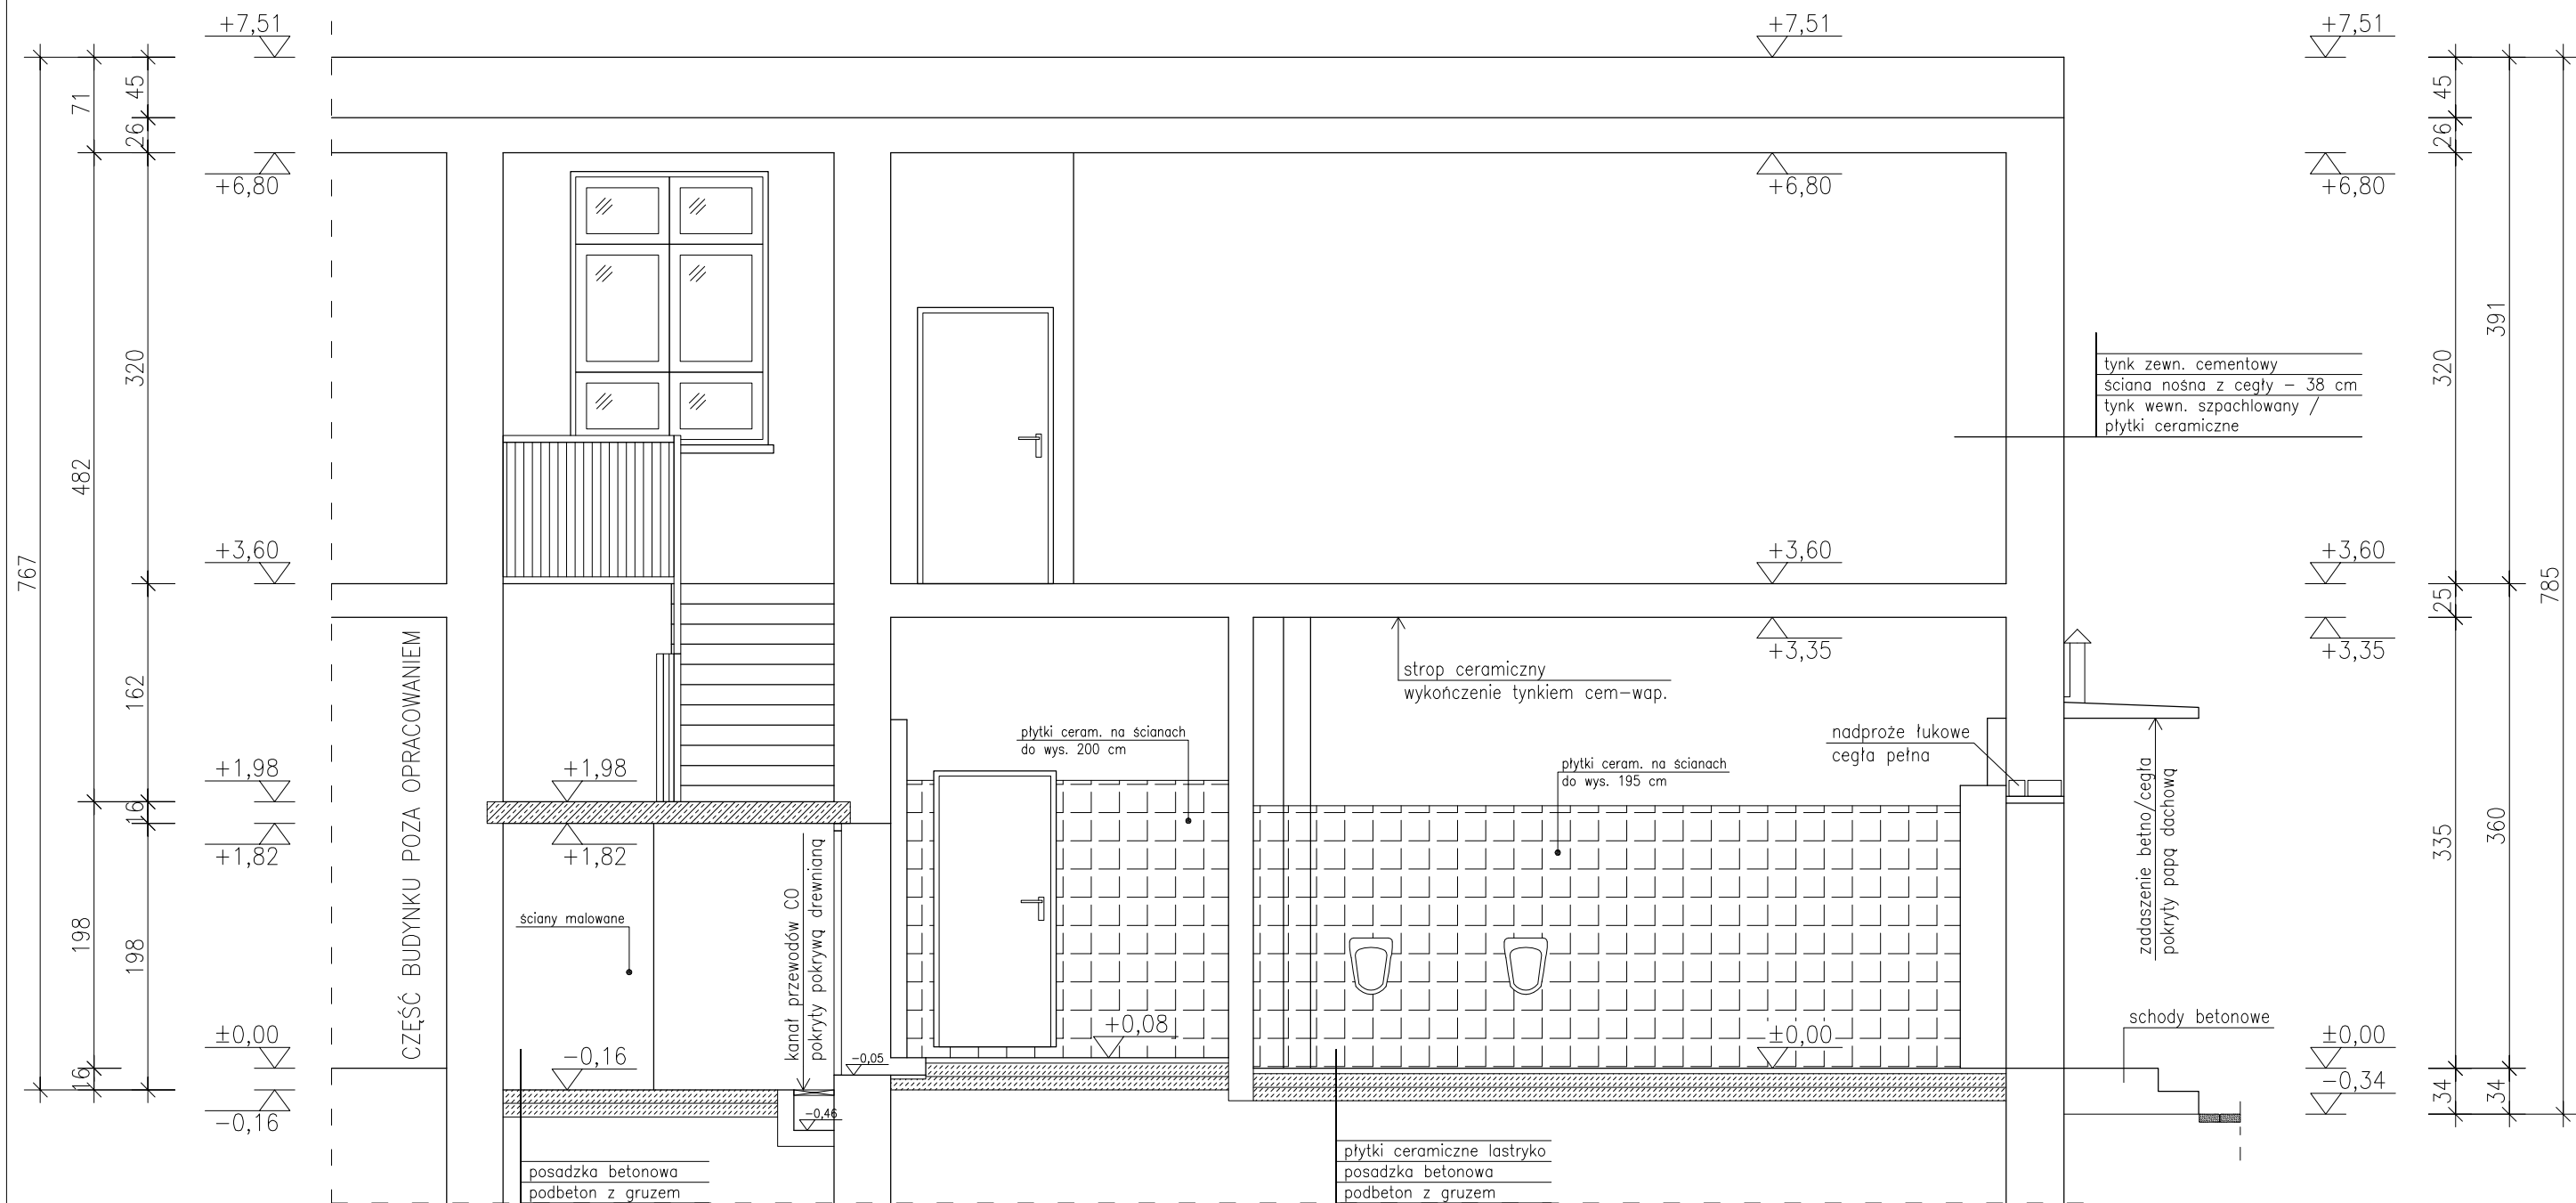 +7,51
+7,51
+7,51
45
71
26
+6,80
+6,80
+6,80
45
26
320
482
767
391
320
785
tynk zewn. cementowy
ściana nośna z cegły – 38 cm
tynk wewn. szpachlowany /
płytki ceramiczne
+3,60
+3,60
+3,60
25
+3,35
+3,35
162
CZĘŚĆ BUDYNKU POZA OPRACOWANIEM
strop ceramiczny
wykończenie tynkiem cem–wap.
płytki ceram. na ścianach
do wys. 200 cm
nadproże łukowe
cegła pełna
płytki ceram. na ścianach
do wys. 195 cm
+1,98
+1,98
16
+1,82
+1,82
335
360
zadaszenie betno/cegła
pokryty papą dachową
198
198
ściany malowane
kanał przewodów CO
pokryty pokrywą drewnianą
schody betonowe
±0,00
-0,16
-0,05
+0,08
±0,00
±0,00
16
-0,16
-0,46
-0,34
34
34
posadzka betonowa
podbeton z gruzem
płytki ceramiczne lastryko
posadzka betonowa
podbeton z gruzem